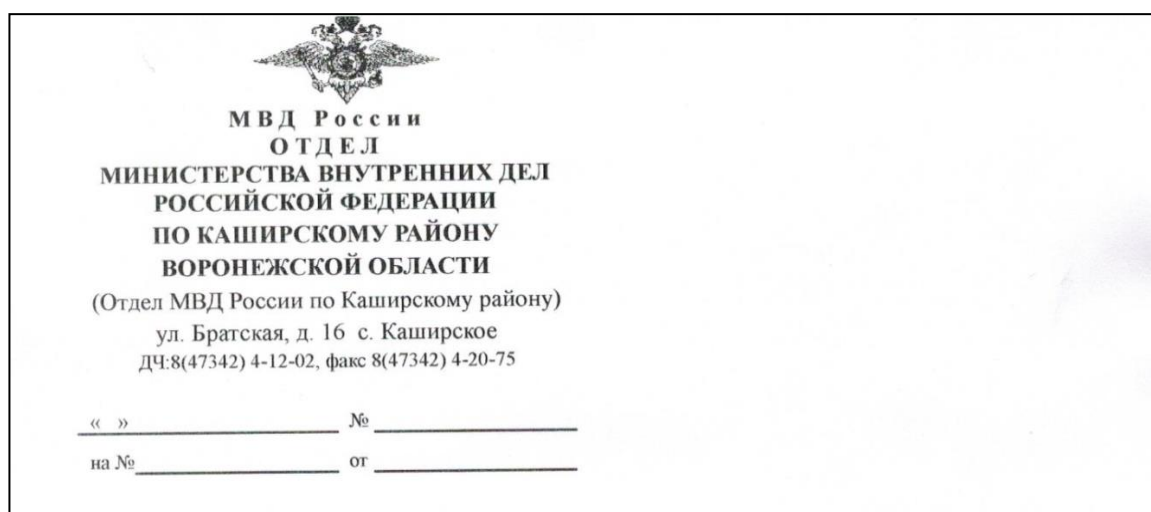 МВД России
ОТДЕЛ
МИНИСТЕРСТВА ВНУТРЕННИХ ДЕЛ
РОССИЙСКОЙ ФЕДЕРАЦИИ
ПО КАШИРСКОМУ РАЙОНУ
ВОРОНЕЖСКОЙ ОБЛАСТИ
(Отдел МВД России по Каширскому району)
ул. Братская, д. 16 с. Каширское
ДЧ:8(47342) 4-12-02, факс 8(47342) 4-20-75
« » №
на № от